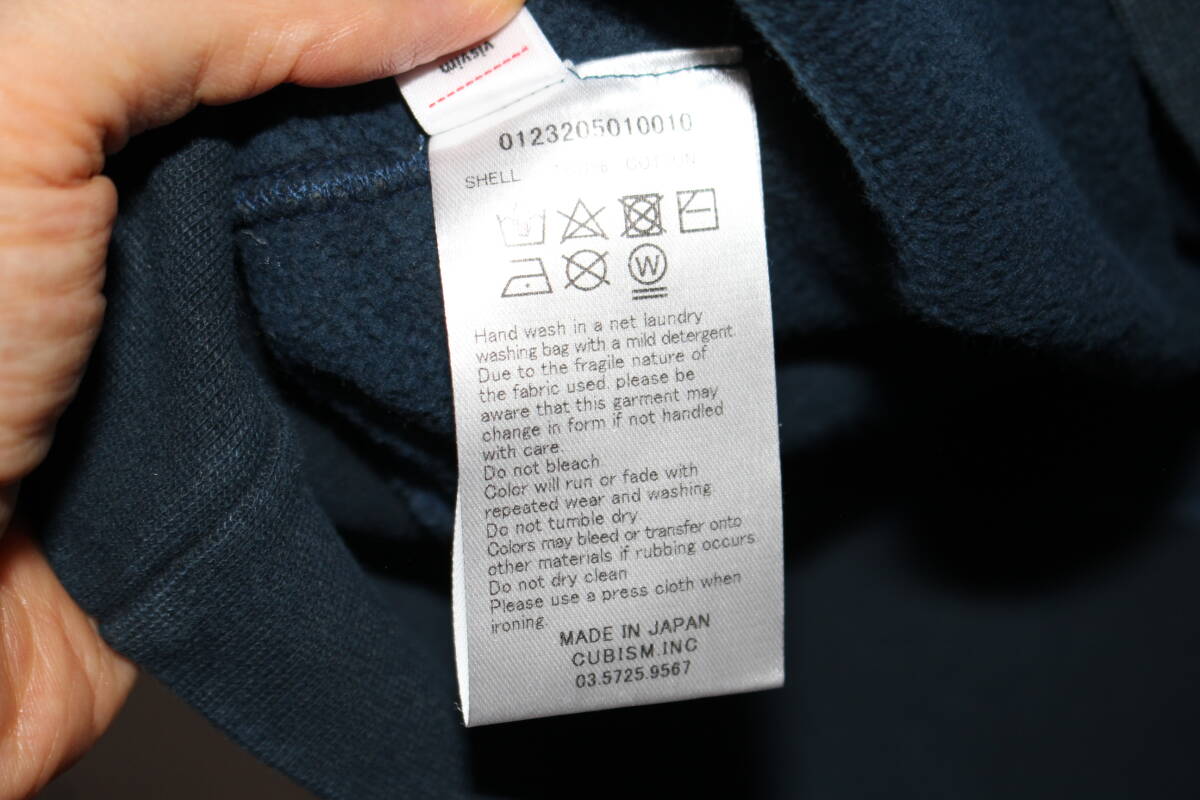 visvim
0123205010010
SHELL 100% COTTON
W
Hand wash in a net laundry
washing bag with a mild detergent.
Due to the fragile nature of
the fabric used. please be
aware that this garment may
change in form if not handled
with care.
Do not bleach
Color will run or fade with
repeated wear and washing
Do not tumble dry
Colors may bleed or transfer onto
other materials if rubbing occurs
Do not dry clean
Please use a press cloth when
ironing.
MADE IN JAPAN
CUBISM.INC
03.5725.9567